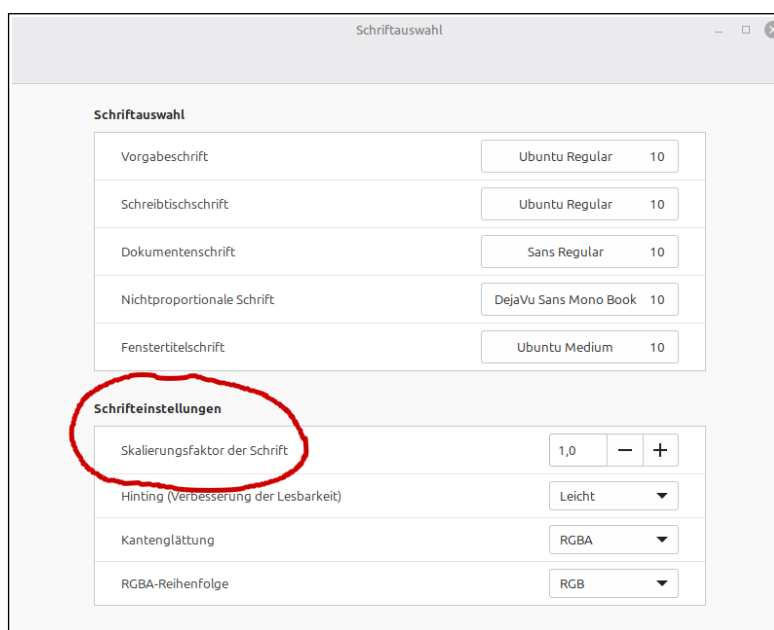 Schriftauswahl
Schriftauswahl
Vorgabeschrift Ubuntu Regular 10
Schreibtischschrift Ubuntu Regular 10
Dokumentenschrift Sans Regular 10
Nichtproportionale Schrift DejaVu Sans Mono Book 10
Fenstertitelschrift Ubuntu Medium 10
Schrifteinstellungen
Skalierungsfaktor der Schrift 1,0
Hinting (Verbesserung der Lesbarkeit) Leicht
Kantenglättung RGBA
RGBA-Reihenfolge RGB